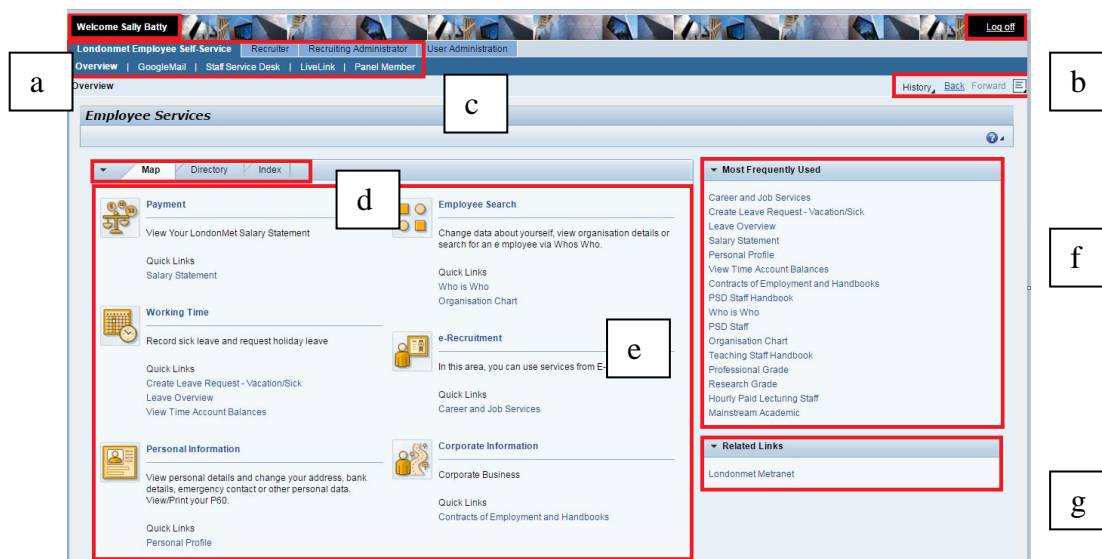 Welcome Sally Batty
Log off
Londonmet Employee Self-Service Recruiter Recruiting Administrator User Administration
Overview | GoogleMail | Staff Service Desk | LiveLink | Panel Member
a
b
c
Overview
History Back Forward
Employee Services
Map Directory Index
d
Payment
View Your LondonMet Salary Statement
Quick Links
Salary Statement
Working Time
Record sick leave and request holiday leave
Quick Links
Create Leave Request - Vacation/Sick
Leave Overview
View Time Account Balances
Personal Information
View personal details and change your address, bank
details, emergency contact or other personal data.
View/Print your P60.
Quick Links
Personal Profile
Employee Search
Change data about yourself, view organisation details or
search for an e mployee via Whos Who.
Quick Links
Who is Who
Organisation Chart
e-Recruitment
e
In this area, you can use services from E-
Quick Links
Career and Job Services
Corporate Information
Corporate Business
Quick Links
Contracts of Employment and Handbooks
Most Frequently Used
Career and Job Services
Create Leave Request - Vacation/Sick
Leave Overview
Salary Statement
Personal Profile
View Time Account Balances
Contracts of Employment and Handbooks
PSD Staff Handbook
Who is Who
PSD Staff
Organisation Chart
Teaching Staff Handbook
Professional Grade
Research Grade
Hourly Paid Lecturing Staff
Mainstream Academic
f
Related Links
Londonmet Metranet
g